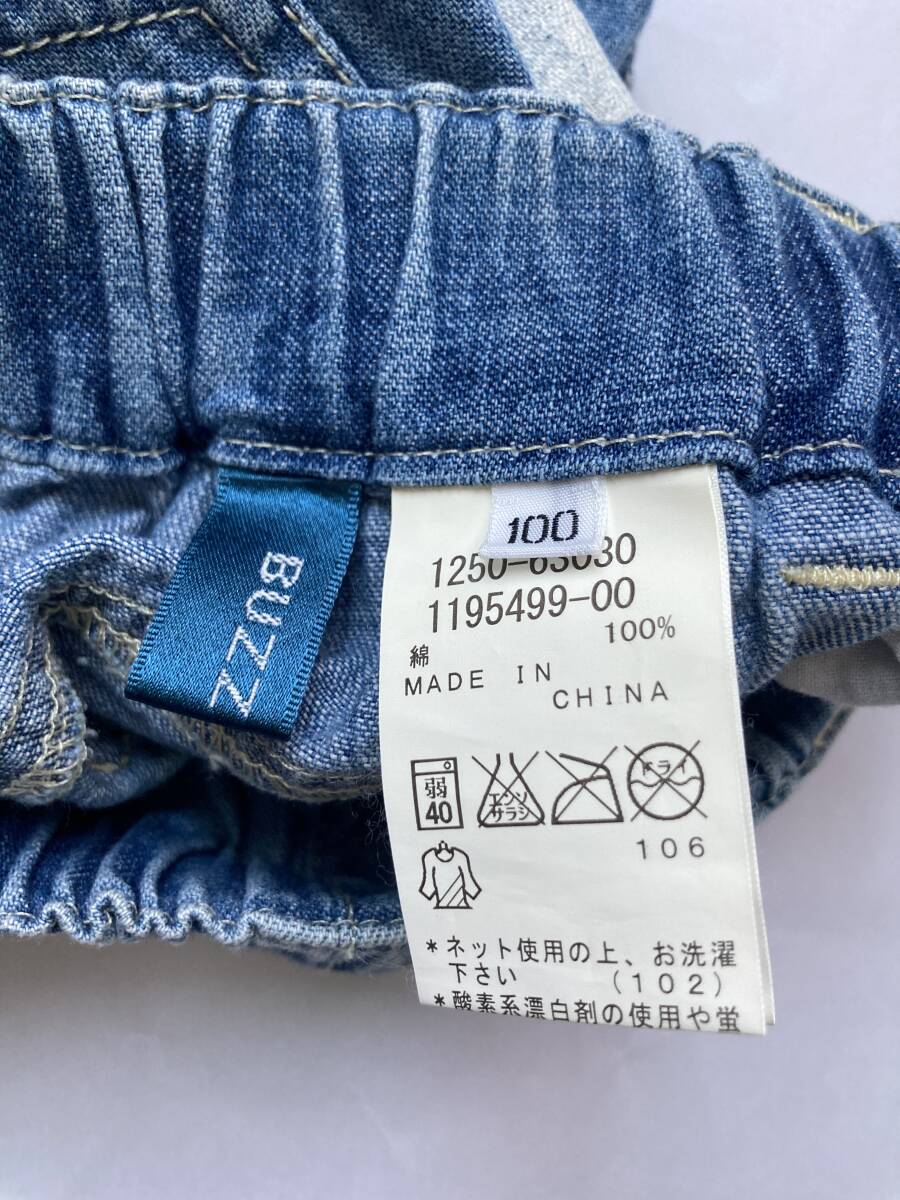 BUZZ
100
1250-63030
1195499-00
綿 100%
MADE IN
CHINA
弱
40
エンソ
サラシ
ドライ
106
*ネット使用の上、お洗濯
下さい (102)
*酸素系漂白剤の使用や蛍